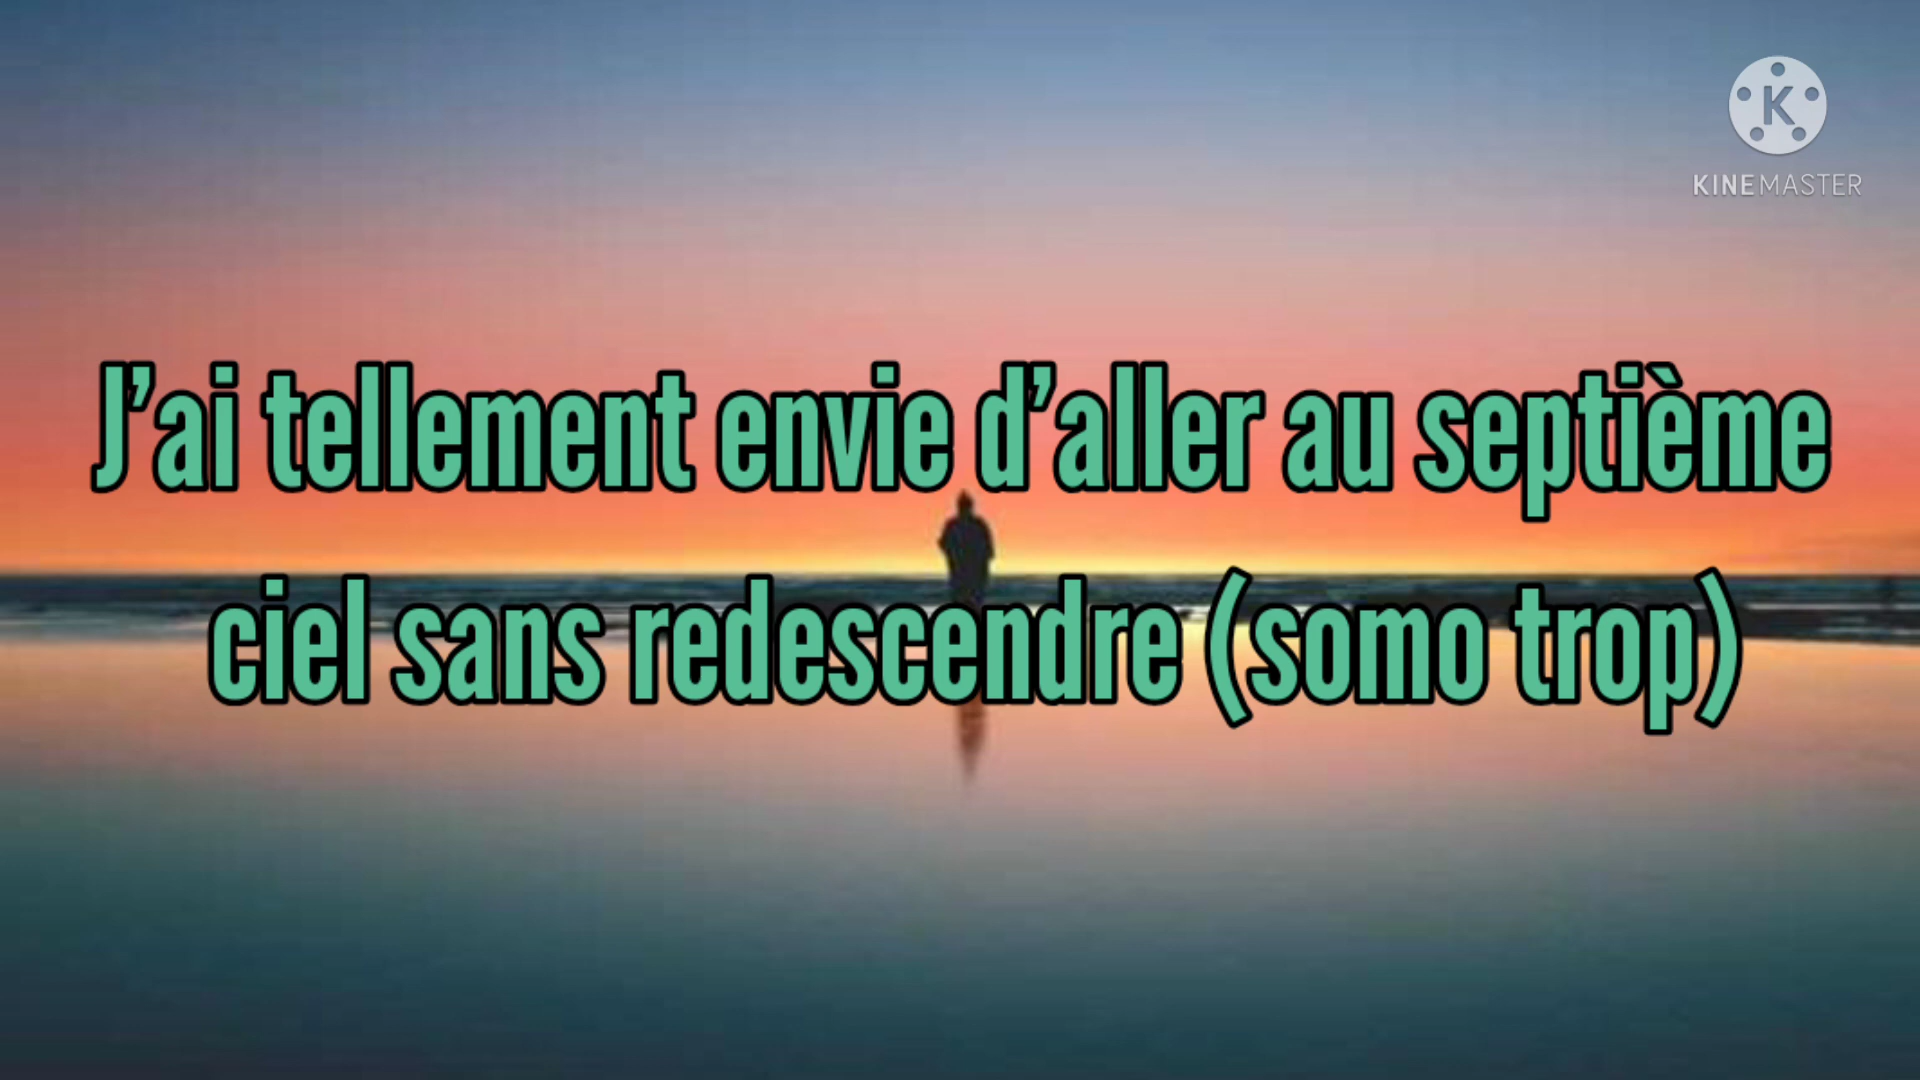 K
KINEMASTER
J'ai tellement envie d'aller au septième
ciel sans redescendre (somo trop)